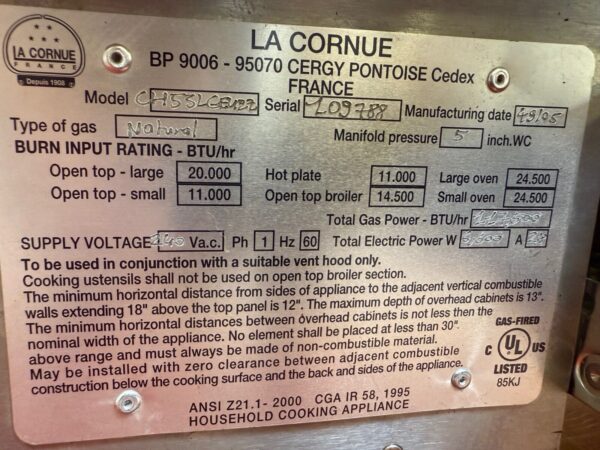 LA CORNUE
FRANCE
Depuis 1908
LA CORNUE
BP 9006 - 95070 CERGY PONTOISE Cedex
FRANCE
Model Serial 109788 Manufacturing date 49/05
Type of gas Natural Manifold pressure 5 inch.WC
BURN INPUT RATING - BTU/hr
Open top - large 20.000 Hot plate 11.000 Large oven 24.500
Open top - small 11.000 Open top broiler 14.500 Small oven 24.500
Total Gas Power - BTU/hr
SUPPLY VOLTAGE 240 Va.c. Ph 1 Hz 60 Total Electric Power W A
To be used in conjunction with a suitable vent hood only.
Cooking ustensils shall not be used on open top broiler section.
The minimum horizontal distance from sides of appliance to the adjacent vertical combustible
walls extending 18" above the top panel is 12". The maximum depth of overhead cabinets is 13".
The minimum horizontal distances between overhead cabinets is not less then the
nominal width of the appliance. No element shall be placed at less than 30".
above range and must always be made of non-combustible material.
May be installed with zero clearance between adjacent combustible
construction below the cooking surface and the back and sides of the appliance.
GAS-FIRED
C UL US
LISTED
85KJ
ANSI Z21.1- 2000 CGA IR 58, 1995
HOUSEHOLD COOKING APPLIANCE